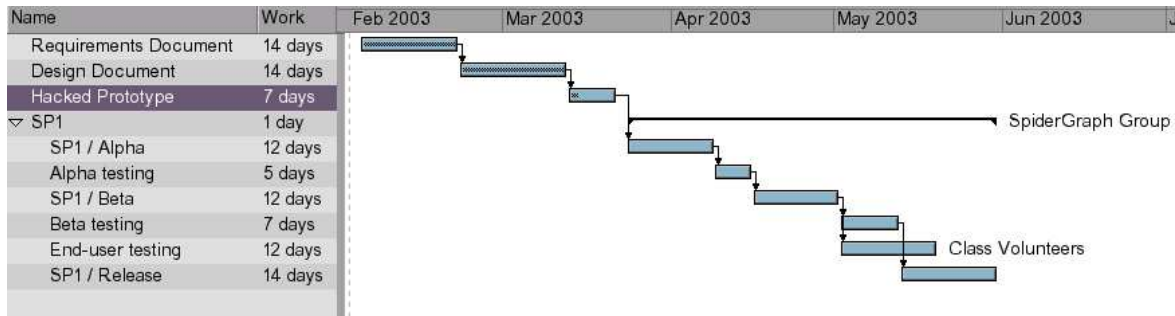 Name Work Feb 2003 Mar 2003 Apr 2003 May 2003 Jun 2003 J
Requirements Document 14 days
Design Document 14 days
Hacked Prototype 7 days
SP1 1 day SpiderGraph Group
SP1 / Alpha 12 days
Alpha testing 5 days
SP1 / Beta 12 days
Beta testing 7 days
End-user testing 12 days Class Volunteers
SP1 / Release 14 days